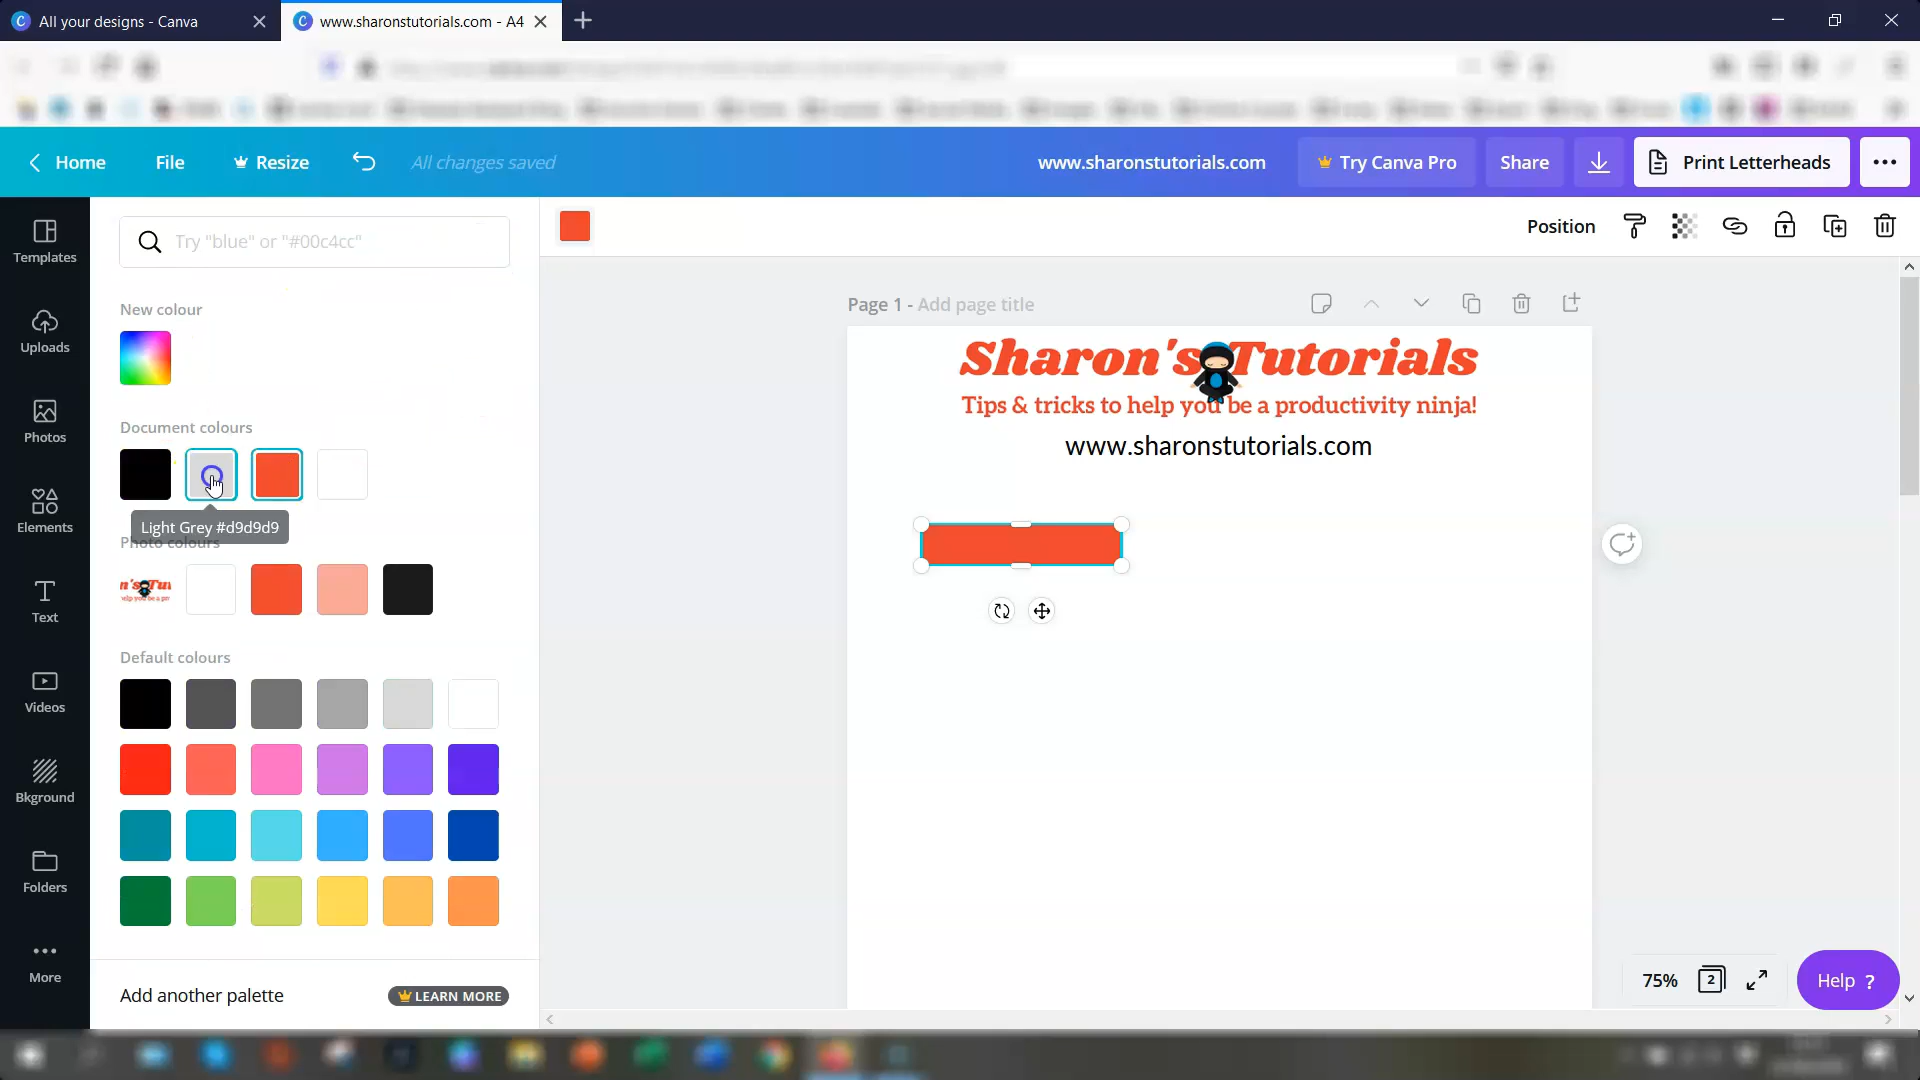 All your designs - Canva
www.sharonstutorials.com - A4
Home
File
Resize
All changes saved
www.sharonstutorials.com
Try Canva Pro
Share
Print Letterheads
Templates
Uploads
Photos
Elements
Text
Videos
Bkground
Folders
More
Try "blue" or "#00c4cc"
New colour
Document colours
Light Grey #d9d9d9
Photo colours
Default colours
Add another palette
LEARN MORE
Position
Page 1 - Add page title
Sharon's Tutorials
Tips & tricks to help you be a productivity ninja!
www.sharonstutorials.com
75%
2
Help ?